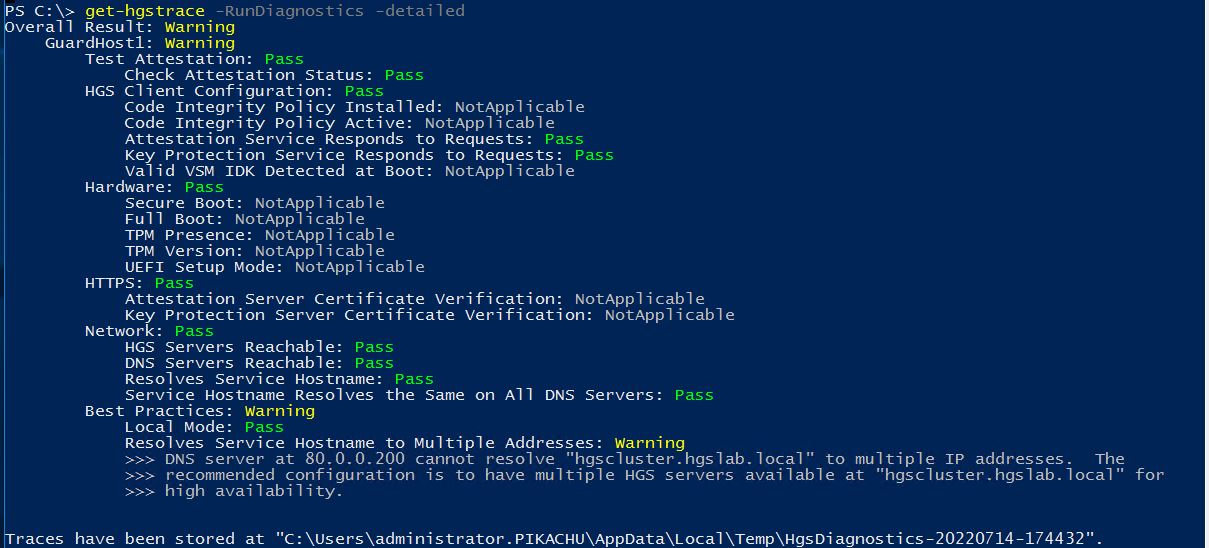 PS C:\> get-hgstrace -RunDiagnostics -detailed
Overall Result: Warning
    GuardHost1: Warning
        Test Attestation: Pass
            Check Attestation Status: Pass
        HGS Client Configuration: Pass
            Code Integrity Policy Installed: NotApplicable
            Code Integrity Policy Active: NotApplicable
            Attestation Service Responds to Requests: Pass
            Key Protection Service Responds to Requests: Pass
            Valid VSM IDK Detected at Boot: NotApplicable
        Hardware: Pass
            Secure Boot: NotApplicable
            Full Boot: NotApplicable
            TPM Presence: NotApplicable
            TPM Version: NotApplicable
            UEFI Setup Mode: NotApplicable
        HTTPS: Pass
            Attestation Server Certificate Verification: NotApplicable
            Key Protection Server Certificate Verification: NotApplicable
        Network: Pass
            HGS Servers Reachable: Pass
            DNS Servers Reachable: Pass
            Resolves Service Hostname: Pass
            Service Hostname Resolves the Same on All DNS Servers: Pass
        Best Practices: Warning
            Local Mode: Pass
            Resolves Service Hostname to Multiple Addresses: Warning
            >>> DNS server at 80.0.0.200 cannot resolve "hgscluster.hgslab.local" to multiple IP addresses.  The
            >>> recommended configuration is to have multiple HGS servers available at "hgscluster.hgslab.local" for
            >>> high availability.
Traces have been stored at "C:\Users\administrator.PIKACHU\AppData\Local\Temp\HgsDiagnostics-20220714-174432".